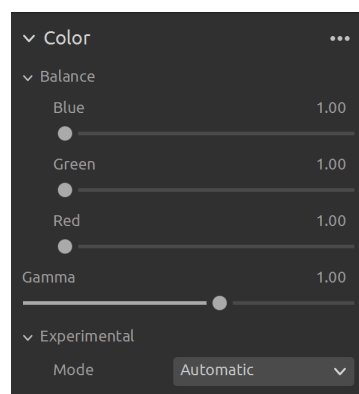 Color
Balance
Blue 1.00
Green 1.00
Red 1.00
Gamma 1.00
Experimental
Mode Automatic